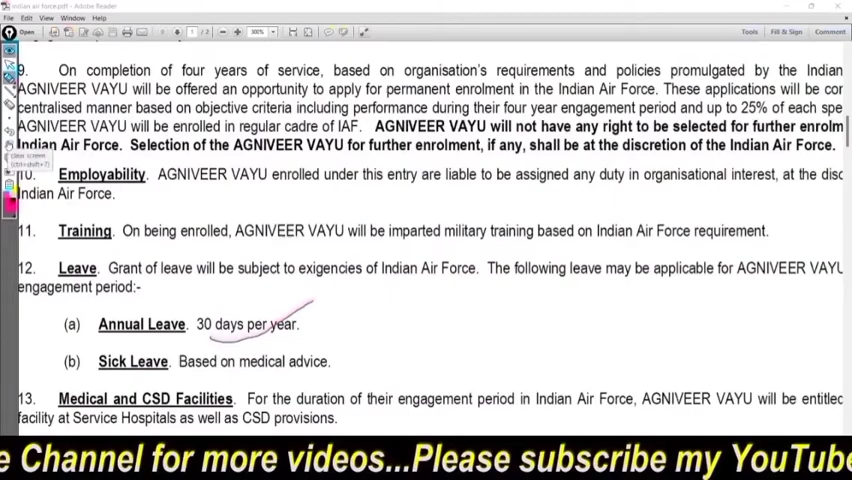 indian air force.pdf - Adobe Reader
File Edit View Window Help
Open 1 / 2 300% Tools Fill & Sign Comment
9. On completion of four years of service, based on organisation's requirements and policies promulgated by the Indian
AGNIVEER VAYU will be offered an opportunity to apply for permanent enrolment in the Indian Air Force. These applications will be con
centralised manner based on objective criteria including performance during their four year engagement period and up to 25% of each spe
AGNIVEER VAYU will be enrolled in regular cadre of IAF. AGNIVEER VAYU will not have any right to be selected for further enrolm
Indian Air Force. Selection of the AGNIVEER VAYU for further enrolment, if any, shall be at the discretion of the Indian Air Force.
Clear screen
(ctrl+shift+7)
10. Employability. AGNIVEER VAYU enrolled under this entry are liable to be assigned any duty in organisational interest, at the disc
Indian Air Force.
11. Training. On being enrolled, AGNIVEER VAYU will be imparted military training based on Indian Air Force requirement.
12. Leave. Grant of leave will be subject to exigencies of Indian Air Force. The following leave may be applicable for AGNIVEER VAYU
engagement period:-
(a) Annual Leave. 30 days per year.
(b) Sick Leave. Based on medical advice.
13. Medical and CSD Facilities. For the duration of their engagement period in Indian Air Force, AGNIVEER VAYU will be entitled
facility at Service Hospitals as well as CSD provisions.
e Channel for more videos...Please subscribe my YouTube